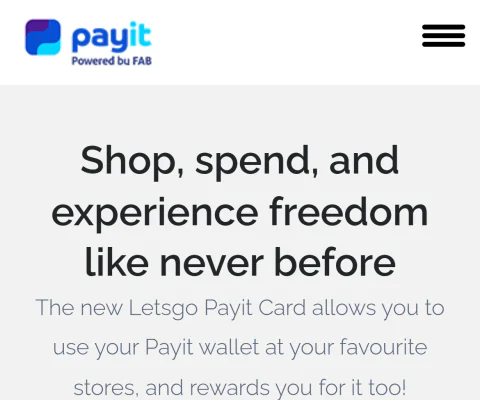 payit
Powered by FAB
Shop, spend, and
experience freedom
like never before
The new Letsgo Payit Card allows you to
use your Payit wallet at your favourite
stores, and rewards you for it too!